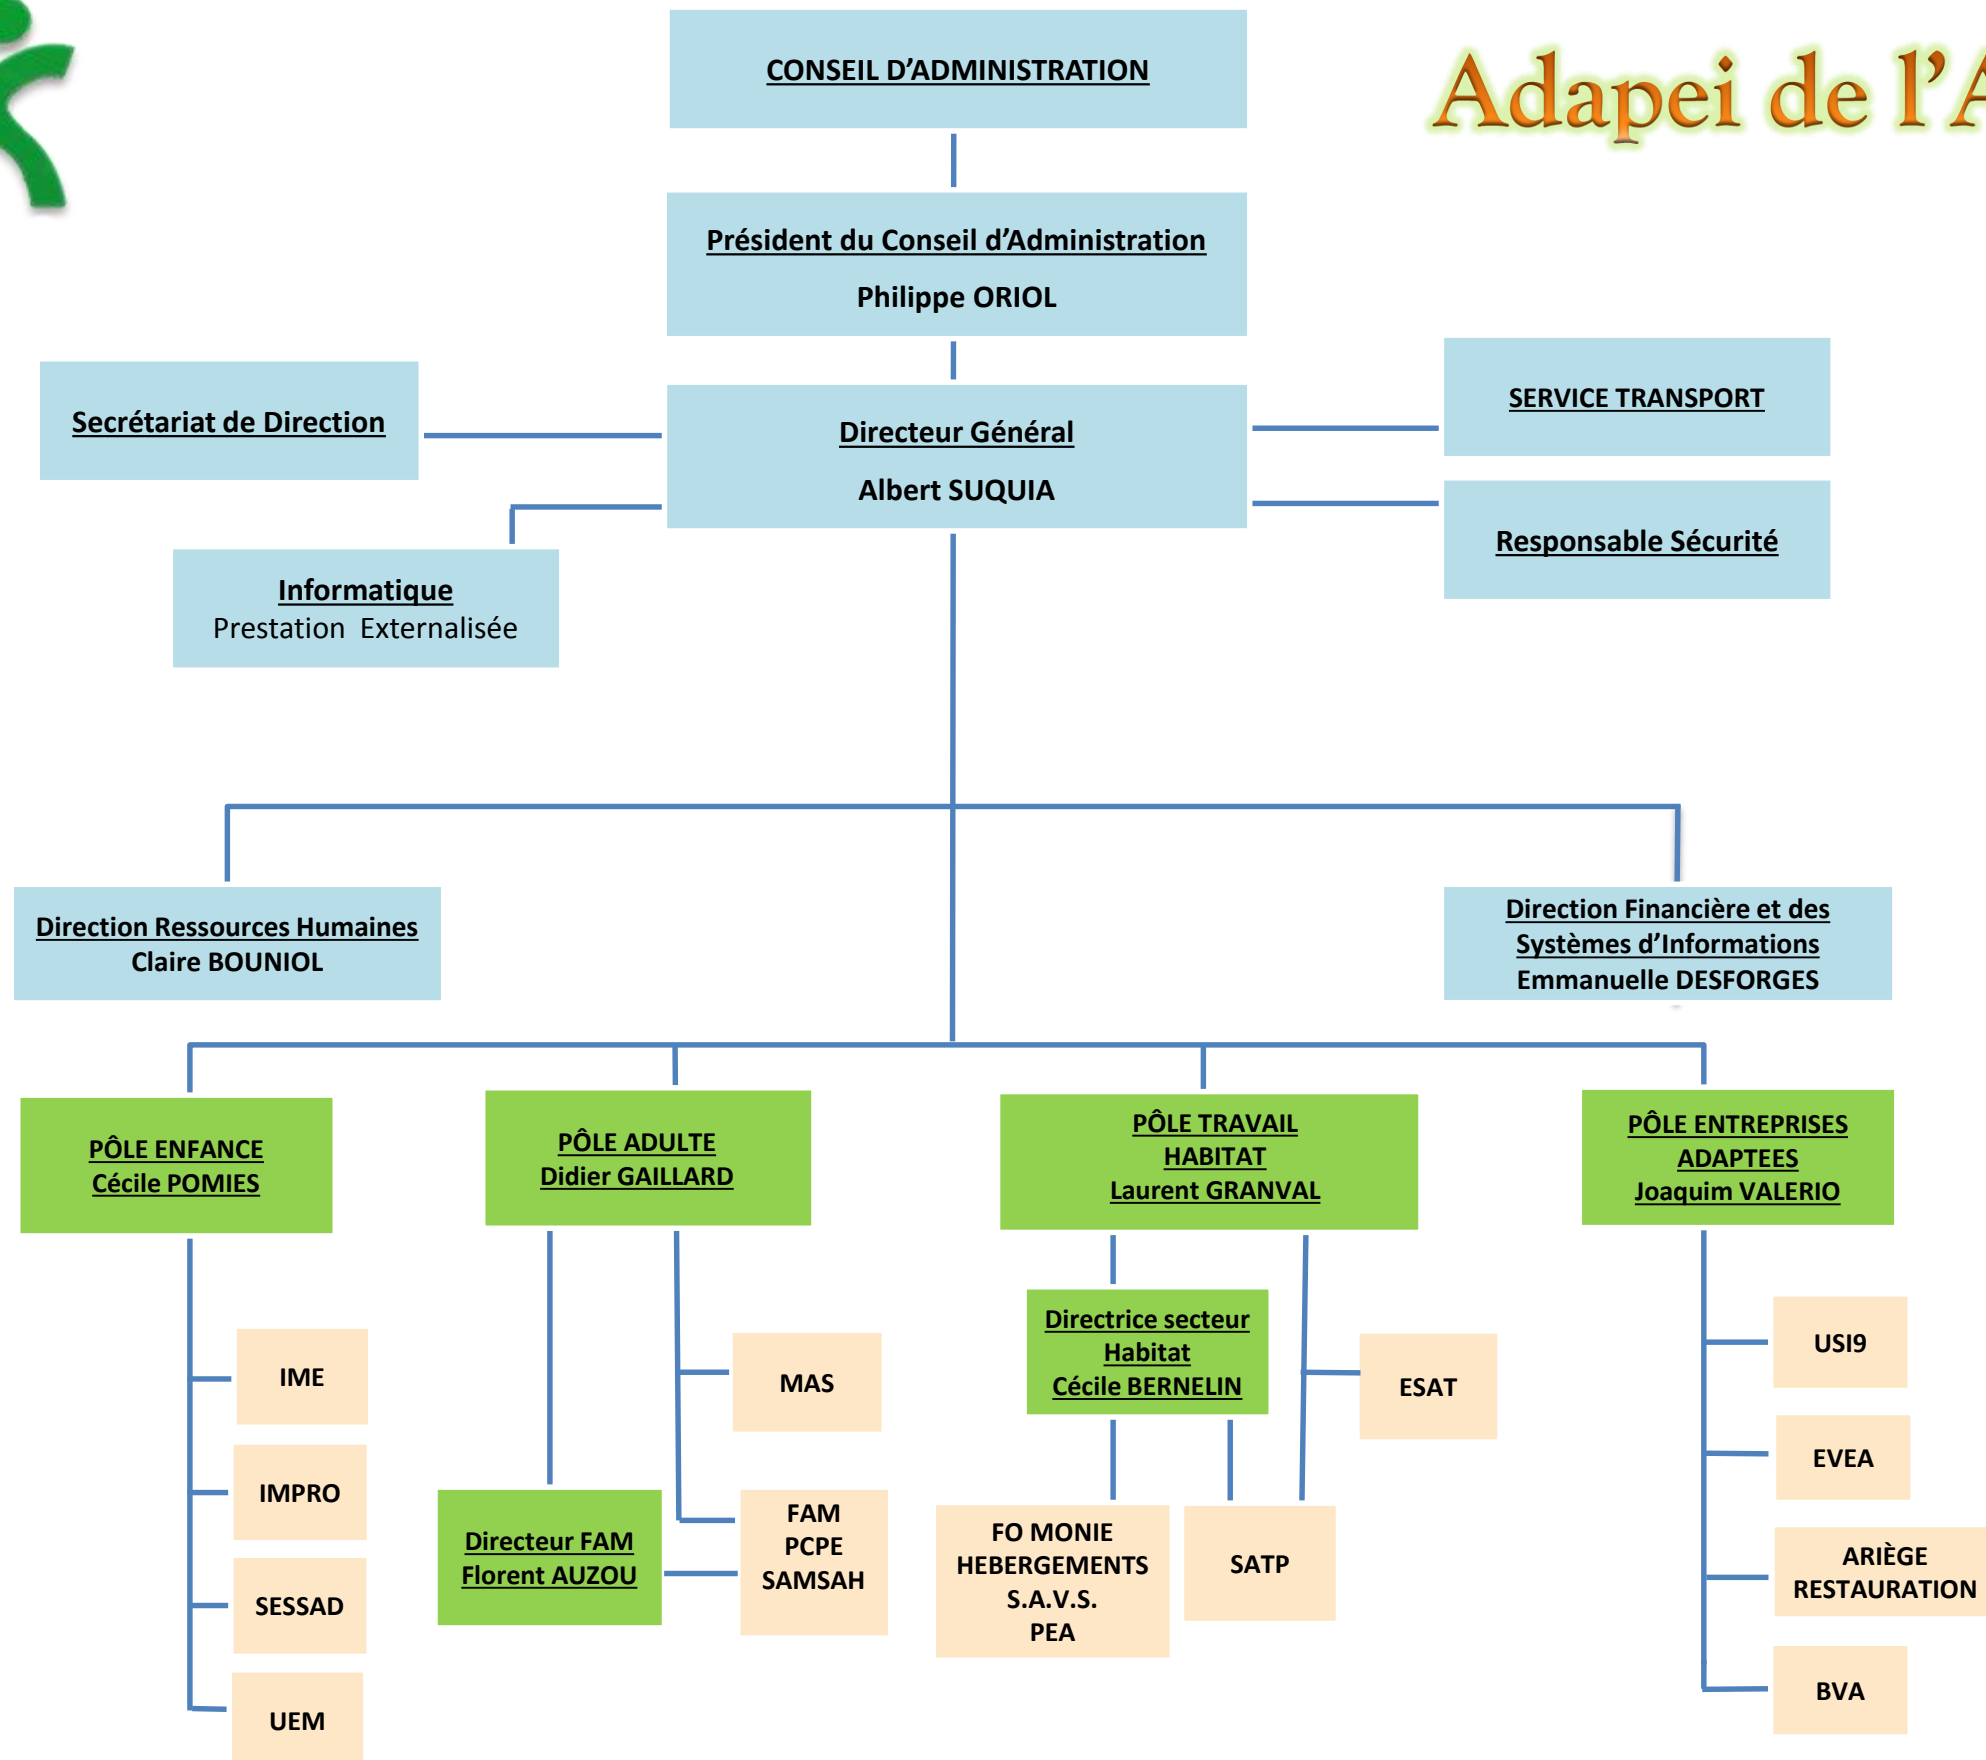 CONSEIL D'ADMINISTRATION
Adapei de l'A
Président du Conseil d'Administration
Philippe ORIOL
Secrétariat de Direction
Directeur Général
Albert SUQUIA
SERVICE TRANSPORT
Responsable Sécurité
Informatique
Prestation Externalisée
Direction Ressources Humaines
Claire BOUNIOL
Direction Financière et des
Systèmes d'Informations
Emmanuelle DESFORGES
PÔLE ENFANCE
Cécile POMIES
PÔLE ADULTE
Didier GAILLARD
PÔLE TRAVAIL
HABITAT
Laurent GRANVAL
PÔLE ENTREPRISES
ADAPTEES
Joaquim VALERIO
IME
IMPRO
SESSAD
UEM
MAS
Directeur FAM
Florent AUZOU
FAM
PCPE
SAMSAH
Directrice secteur
Habitat
Cécile BERNELIN
ESAT
FO MONIE
HEBERGEMENTS
S.A.V.S.
PEA
SATP
USI9
EVEA
ARIÈGE
RESTAURATION
BVA